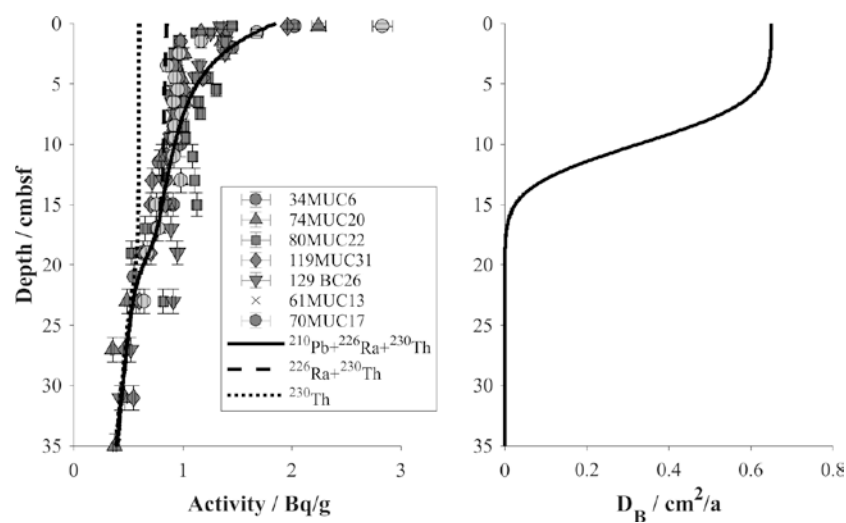 0
5
10
15
20
25
30
35
Depth / cmbsf
34MUC6
74MUC20
80MUC22
119MUC31
129 BC26
61MUC13
70MUC17
²¹⁰Pb+²²⁶Ra+²³⁰Th
²²⁶Ra+²³⁰Th
²³⁰Th
0 1 2 3
Activity / Bq/g
0
5
10
15
20
25
30
35
0 0.2 0.4 0.6 0.8
D_B / cm²/a